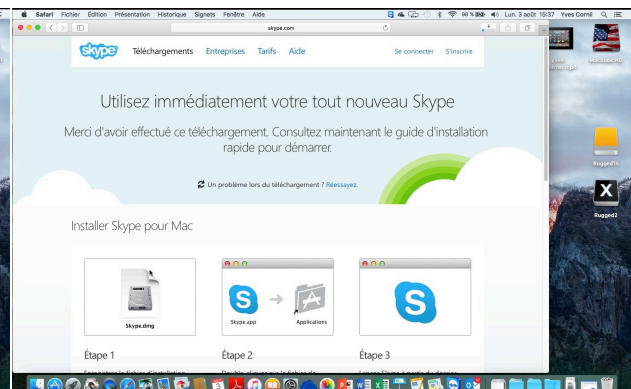 Safari Fichier Édition Présentation Historique Signets Fenêtre Aide
98 % Lun. 3 août 15:37 Yves Cornil
skype.com
skype Téléchargements Entreprises Tarifs Aide Se connecter S'inscrire
Utilisez immédiatement votre tout nouveau Skype
Merci d'avoir effectué ce téléchargement. Consultez maintenant le guide d'installation
rapide pour démarrer.
Un problème lors du téléchargement ? Réessayez.
Installer Skype pour Mac
Skype.dmg
Skype.app
Applications
Étape 1
Étape 2
Étape 3
Rugged2